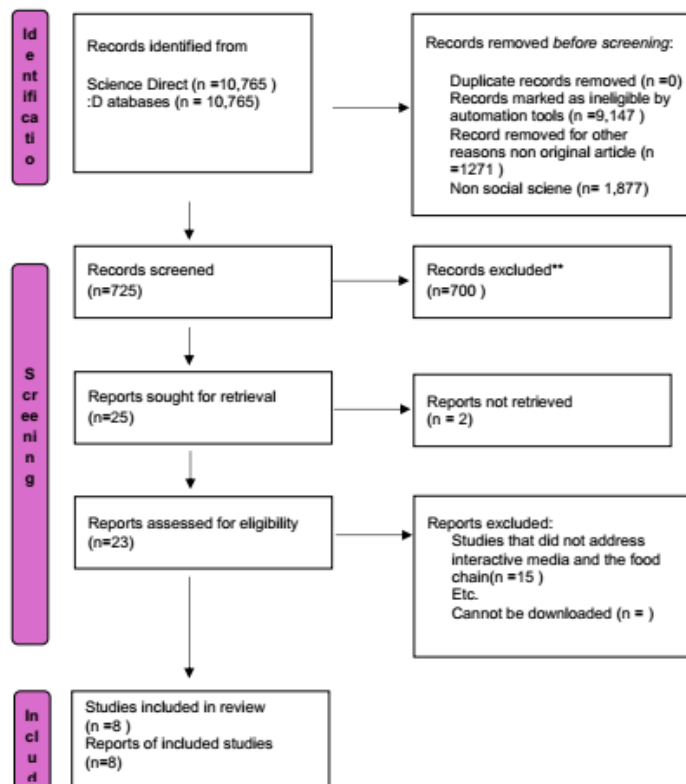 Id
e
nt
ifi
ca
ti
o
Records identified from
Science Direct (n =10,765 )
:D atabases (n = 10,765)
Records removed before screening:
Duplicate records removed (n =0)
Records marked as ineligible by
automation tools (n =9,147 )
Record removed for other
reasons non original article (n
=1271 )
Non social sciene (n= 1,877)
S
cr
ee
ni
n
g
Records screened
(n=725)
Records excluded**
(n=700 )
Reports sought for retrieval
(n=25)
Reports not retrieved
(n = 2)
Reports assessed for eligibility
(n=23)
Reports excluded:
Studies that did not address
interactive media and the food
chain(n =15 )
Etc.
Cannot be downloaded (n = )
In
cl
u
d
Studies included in review
(n =8 )
Reports of included studies
(n=8)